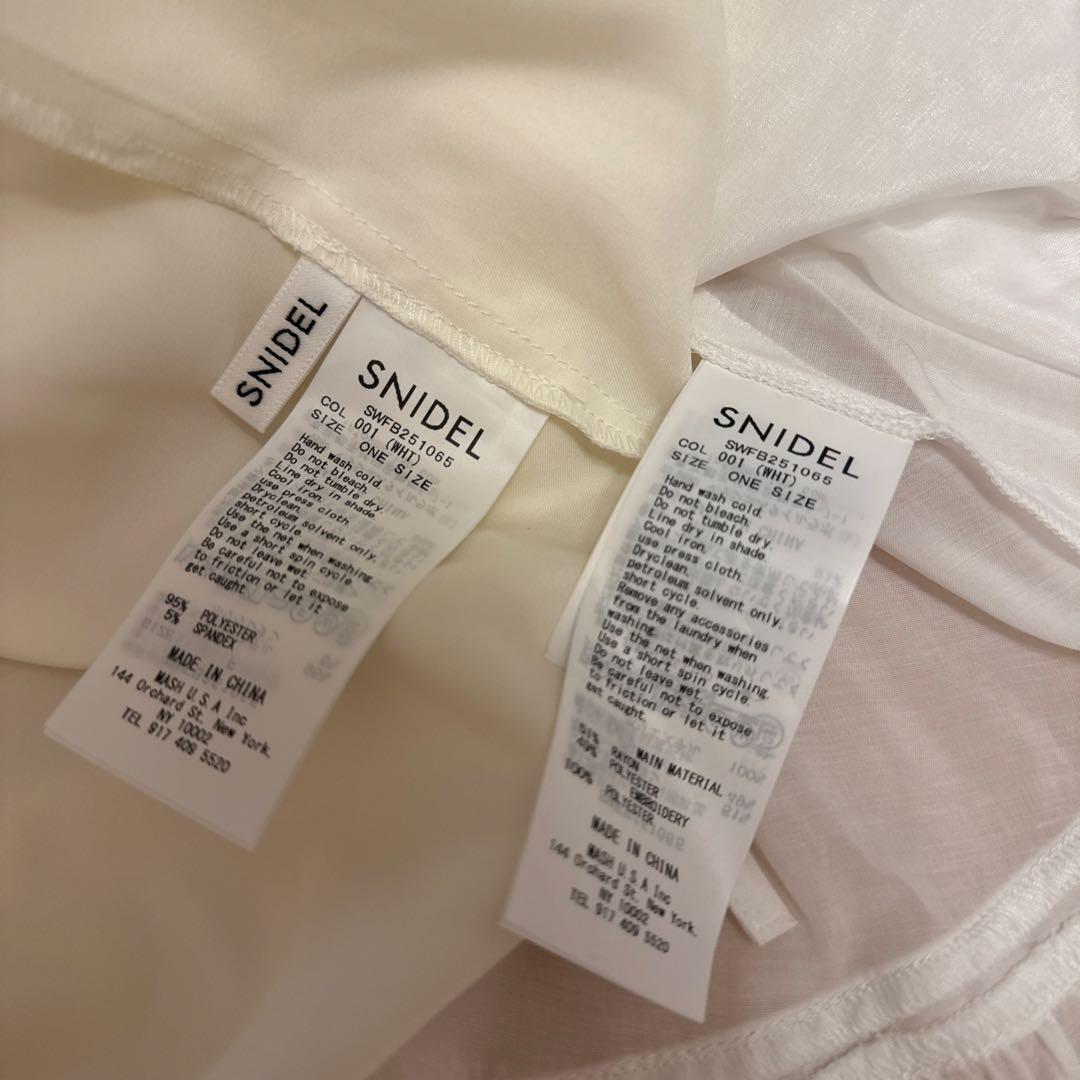 SNIDEL
SNIDEL
SWFB251065
COL 001 (WHT)
SIZE ONE SIZE
Hand wash cold.
Do not bleach.
Do not tumble dry.
Line dry in shade.
Cool iron.
use press cloth.
Dryclean.
petroleum solvent only.
short cycle.
Use the net when washing.
Use a short spin cycle.
Do not leave wet.
Be careful not to expose
to friction or let it
get caught.
95% POLYESTER
5% SPANDEX
MADE IN CHINA
MASH U.S.A Inc
144 Orchard St. New York.
NY 10002
TEL 917 409 5520
SNIDEL
SWFB251065
COL 001 (WHT)
SIZE ONE SIZE
Hand wash cold.
Do not bleach.
Do not tumble dry.
Line dry in shade.
Cool iron.
use press cloth.
Dryclean.
petroleum solvent only.
short cycle.
Remove any accessories
from the laundry when
washing.
Use the net when washing.
Use a short spin cycle.
Do not leave wet.
Be careful not to expose
to friction or let it
get caught.
MAIN MATERIAL
51% RAYON
49% POLYESTER
EMBROIDERY
100% POLYESTER
MADE IN CHINA
MASH U.S.A Inc
144 Orchard St. New York.
NY 10002
TEL 917 409 5520